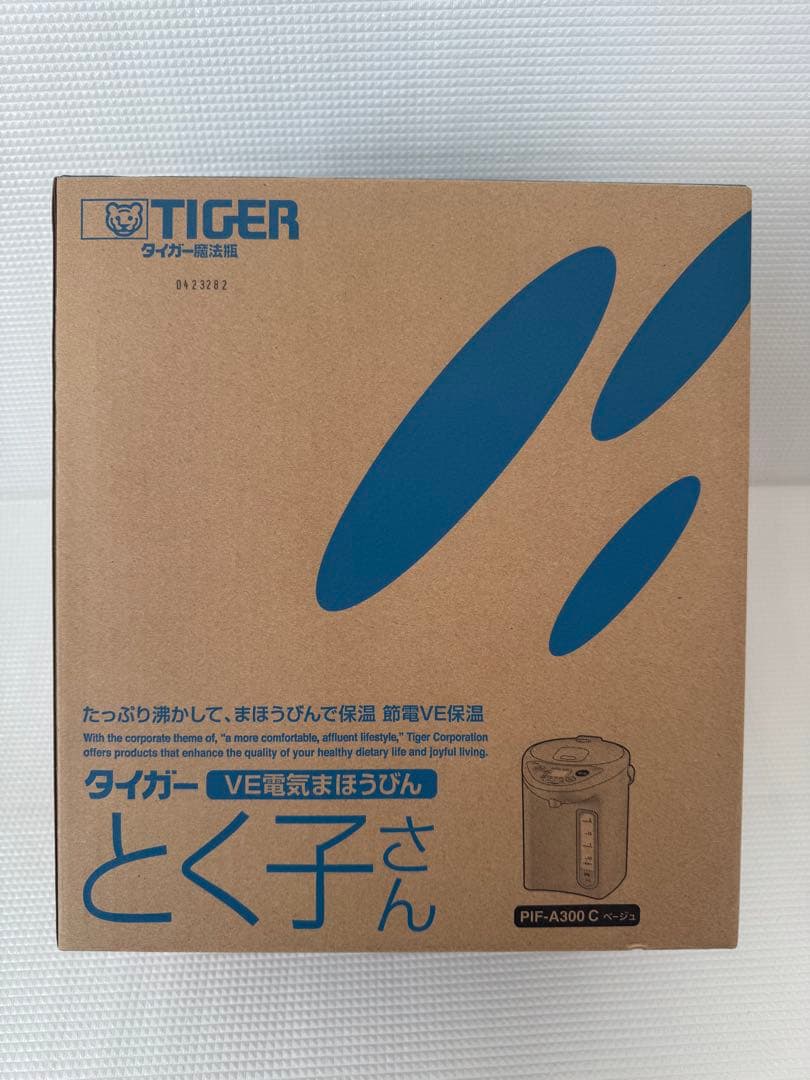 TIGER
タイガー魔法瓶
0423282
たっぷり沸かして、まほうびんで保温 節電VE保温
With the corporate theme of, “a more comfortable, affluent lifestyle,” Tiger Corporation
offers products that enhance the quality of your healthy dietary life and joyful living.
タイガー VE電気まほうびん
とく子さん
PIF-A300 C ベージュ